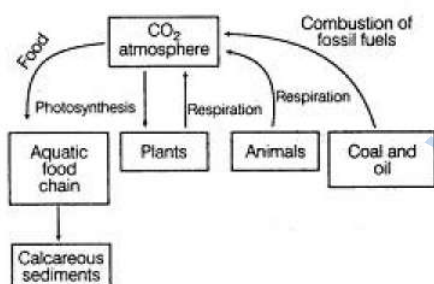 CO₂
atmosphere
Combustion of
fossil fuels
Food
Photosynthesis
Respiration
Respiration
Aquatic
food
chain
Plants
Animals
Coal and
oil
Calcareous
sediments